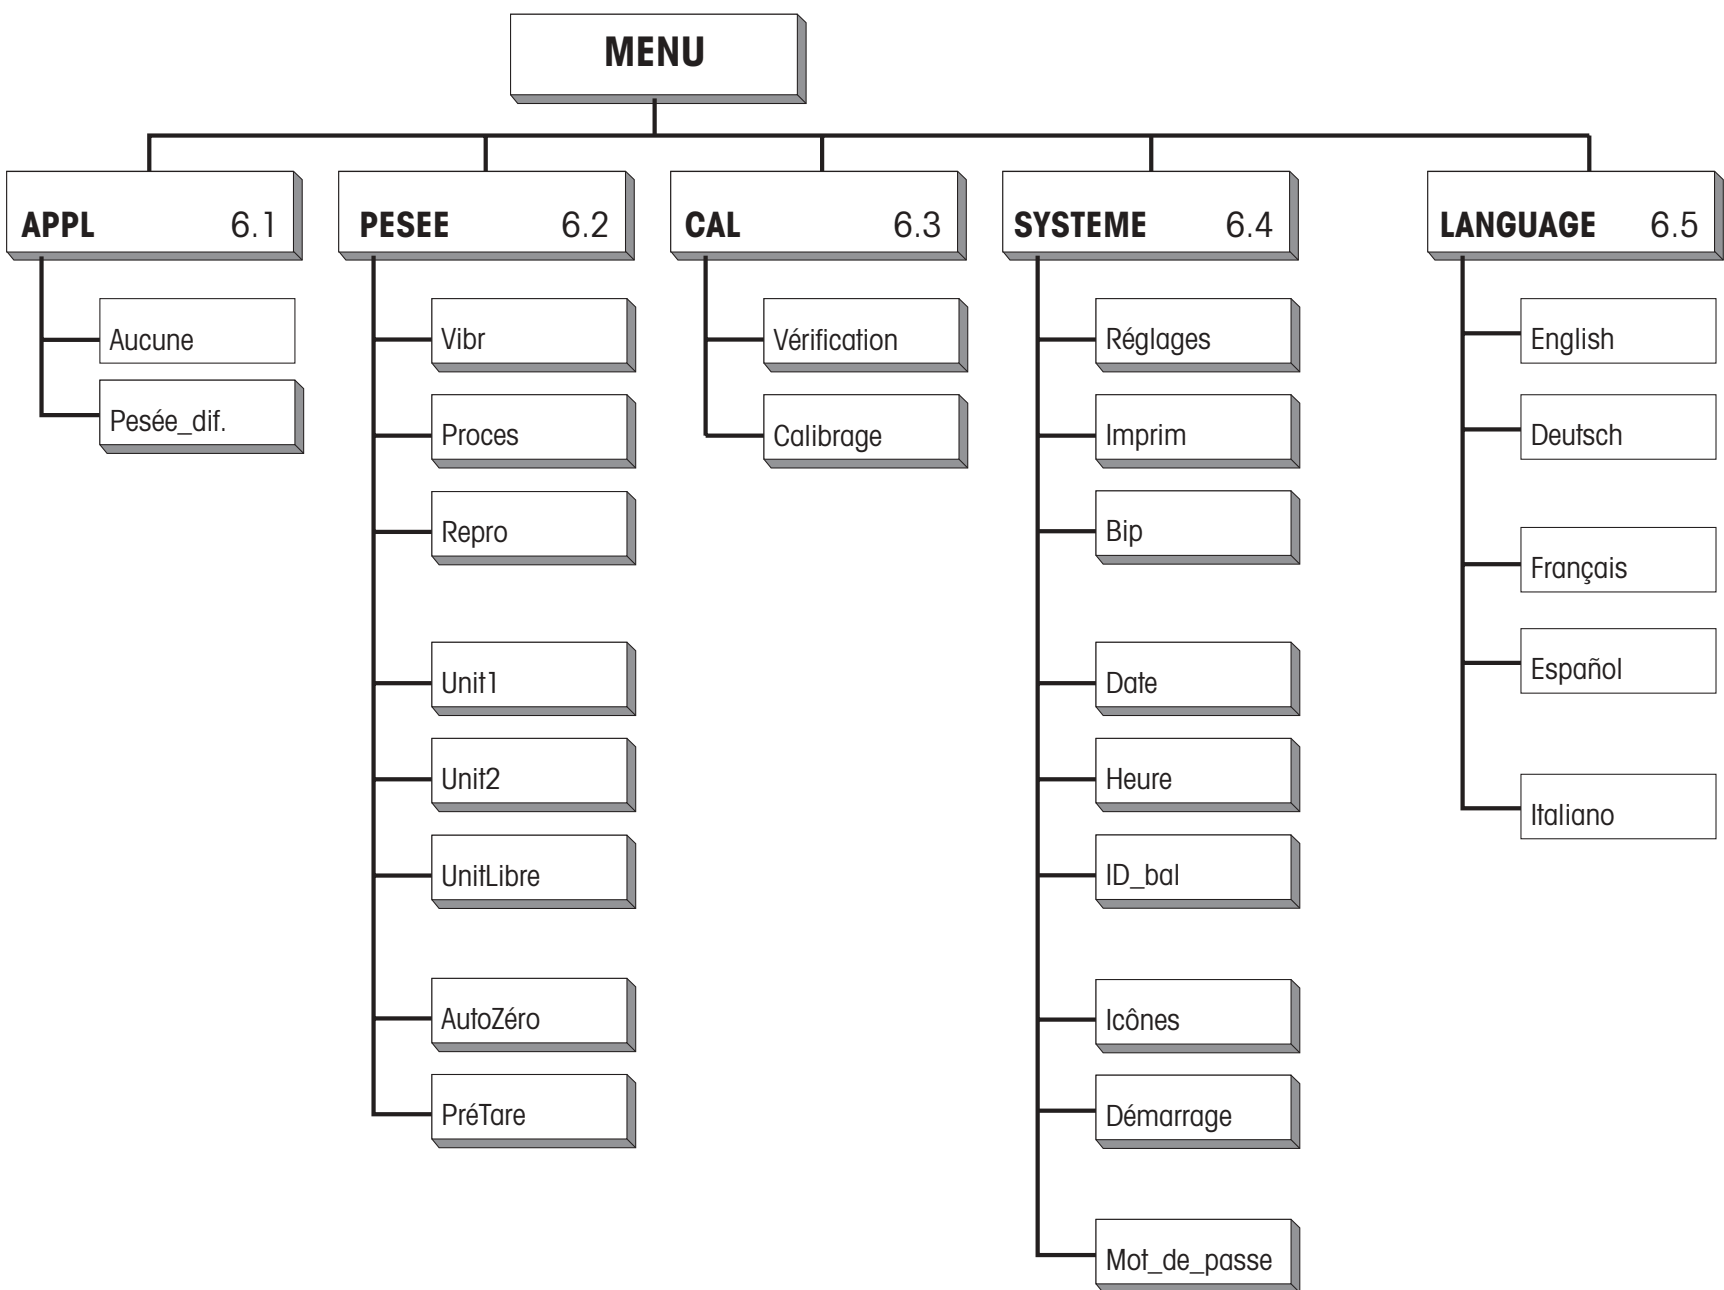 MENU
APPL 6.1
Aucune
Pesée_dif.
PESEE 6.2
Vibr
Proces
Repro
Unit1
Unit2
UnitLibre
AutoZéro
PréTare
CAL 6.3
Vérification
Calibrage
SYSTEME 6.4
Réglages
Imprim
Bip
Date
Heure
ID_bal
Icônes
Démarrage
Mot_de_passe
LANGUAGE 6.5
English
Deutsch
Français
Español
Italiano